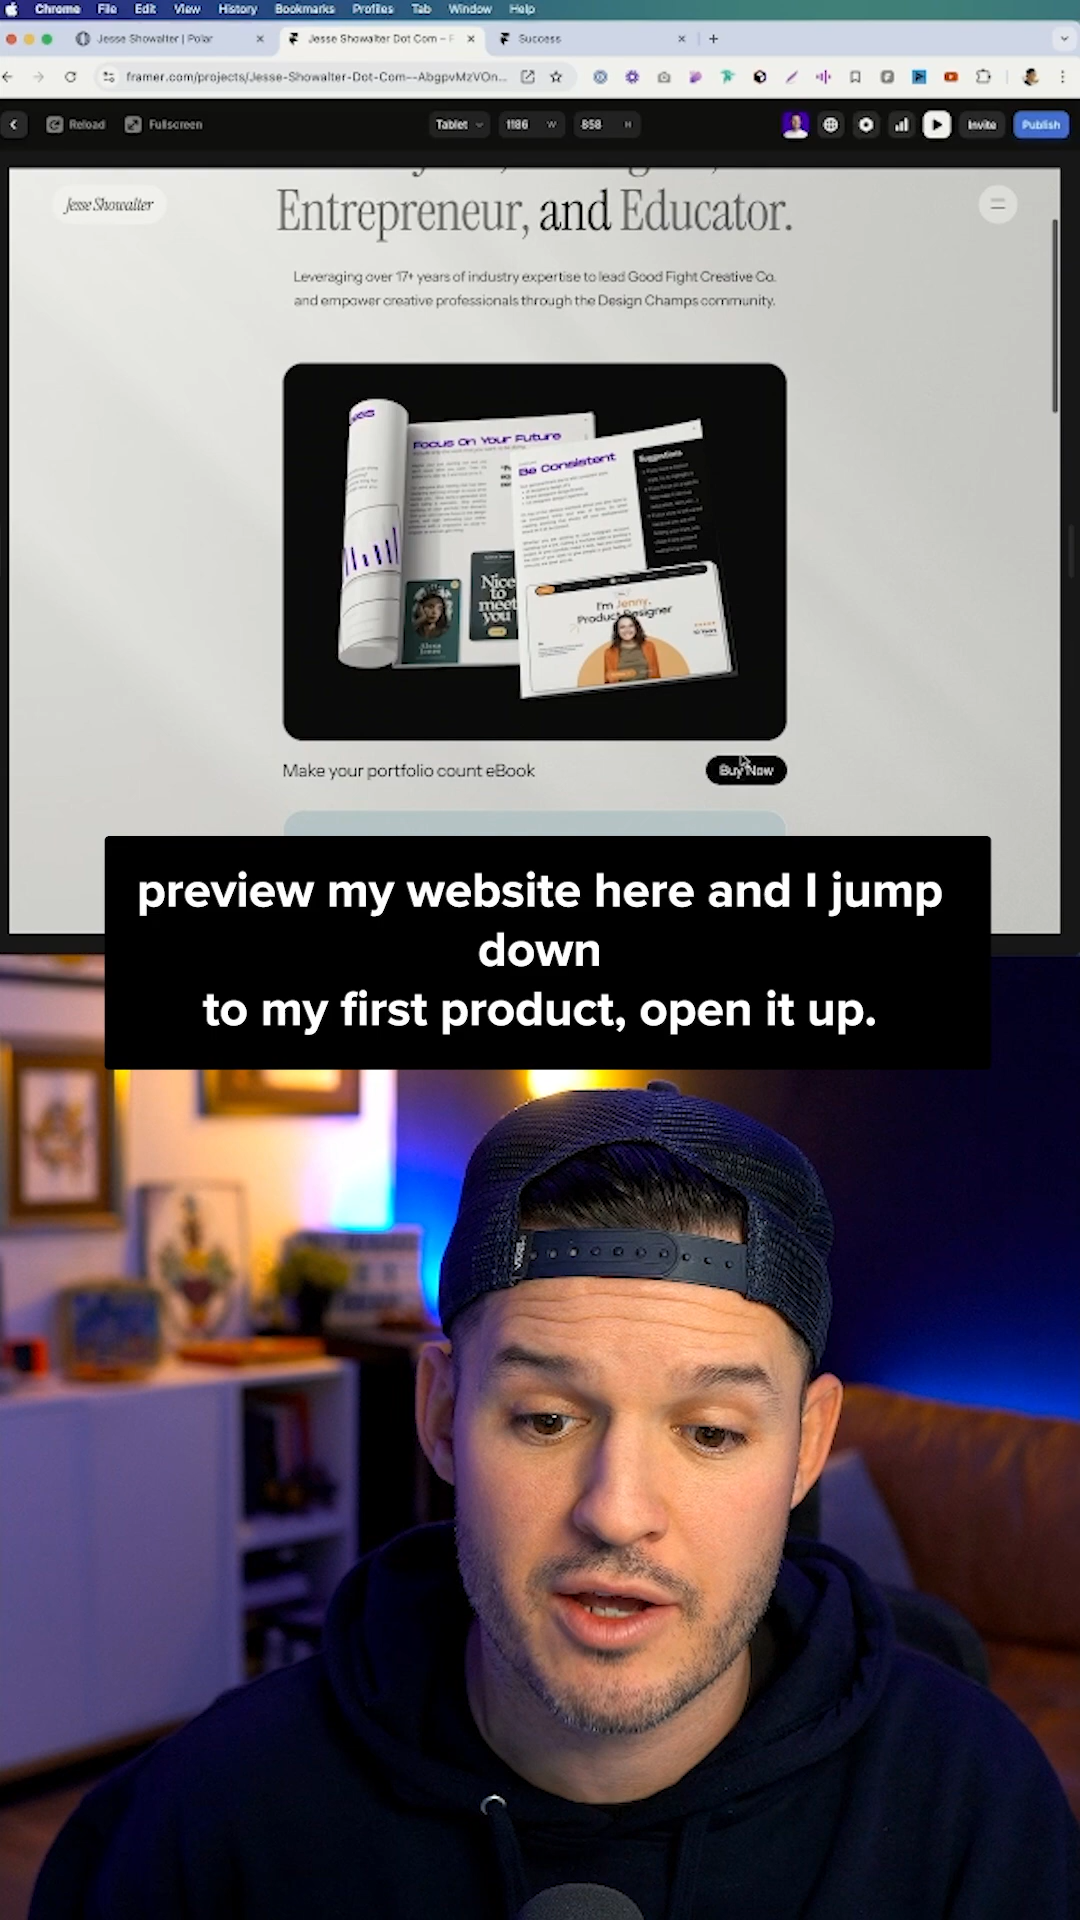 Chrome File Edit View History Bookmarks Profiles Tab Window Help
Jesse Showalter | Polar
Jesse Showalter Dot Com – F
Success
framer.com/projects/Jesse-Showalter-Dot-Com--AbgpvMzVOn...
Reload Fullscreen Tablet 1186 W 858 H Invite Publish
Jesse Showalter
Entrepreneur, and Educator.
Leveraging over 17+ years of industry expertise to lead Good Fight Creative Co.
and empower creative professionals through the Design Champs community.
Focus On Your Future
Be Consistent
Suggestions
Nice
to
meet
you
I'm Jenny,
Product Designer
Make your portfolio count eBook
Buy Now
preview my website here and I jump
down
to my first product, open it up.